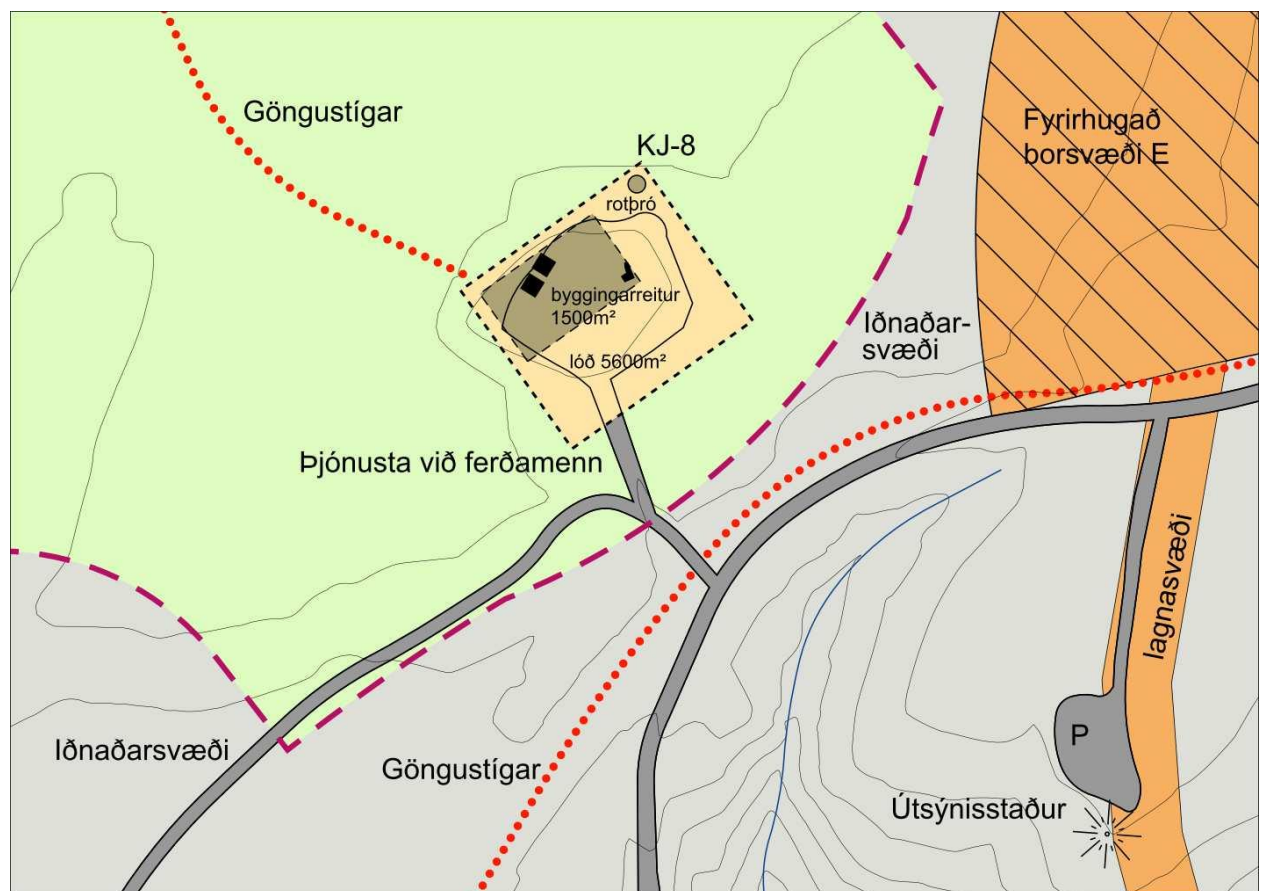 Göngustígar
KJ-8
Fyrirhugað
borsvæði E
rotþró
byggingarreitur
1500m²
Iðnaðar-
svæði
lóð 5600m²
Þjónusta við ferðamenn
lagnasvæði
Iðnaðarsvæði
Göngustígar
P
Útsýnisstaður